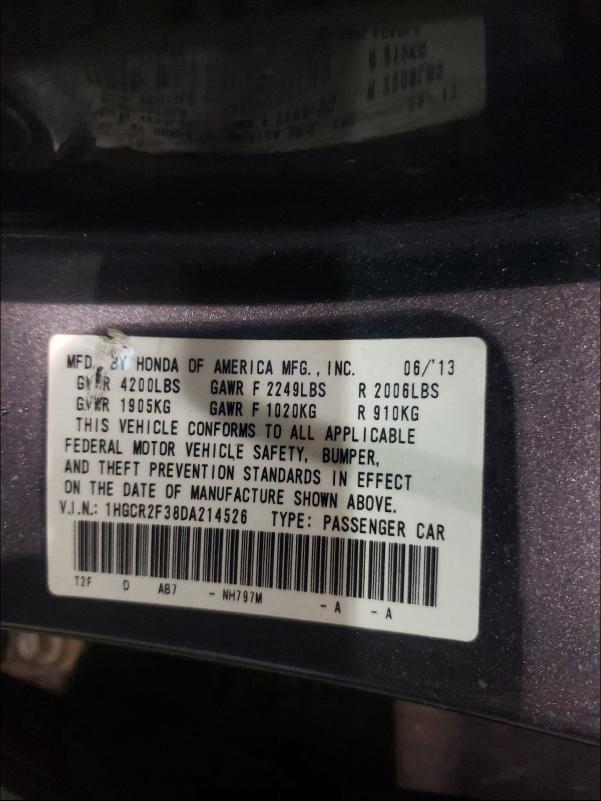 MFD. BY HONDA OF AMERICA MFG., INC. 06/'13
GVWR 4200LBS GAWR F 2249LBS R 2006LBS
GVWR 1905KG GAWR F 1020KG R 910KG
THIS VEHICLE CONFORMS TO ALL APPLICABLE
FEDERAL MOTOR VEHICLE SAFETY, BUMPER,
AND THEFT PREVENTION STANDARDS IN EFFECT
ON THE DATE OF MANUFACTURE SHOWN ABOVE.
V.I.N.: 1HGCR2F38DA214526 TYPE: PASSENGER CAR
T2F D AB7 - NH797M - A - A